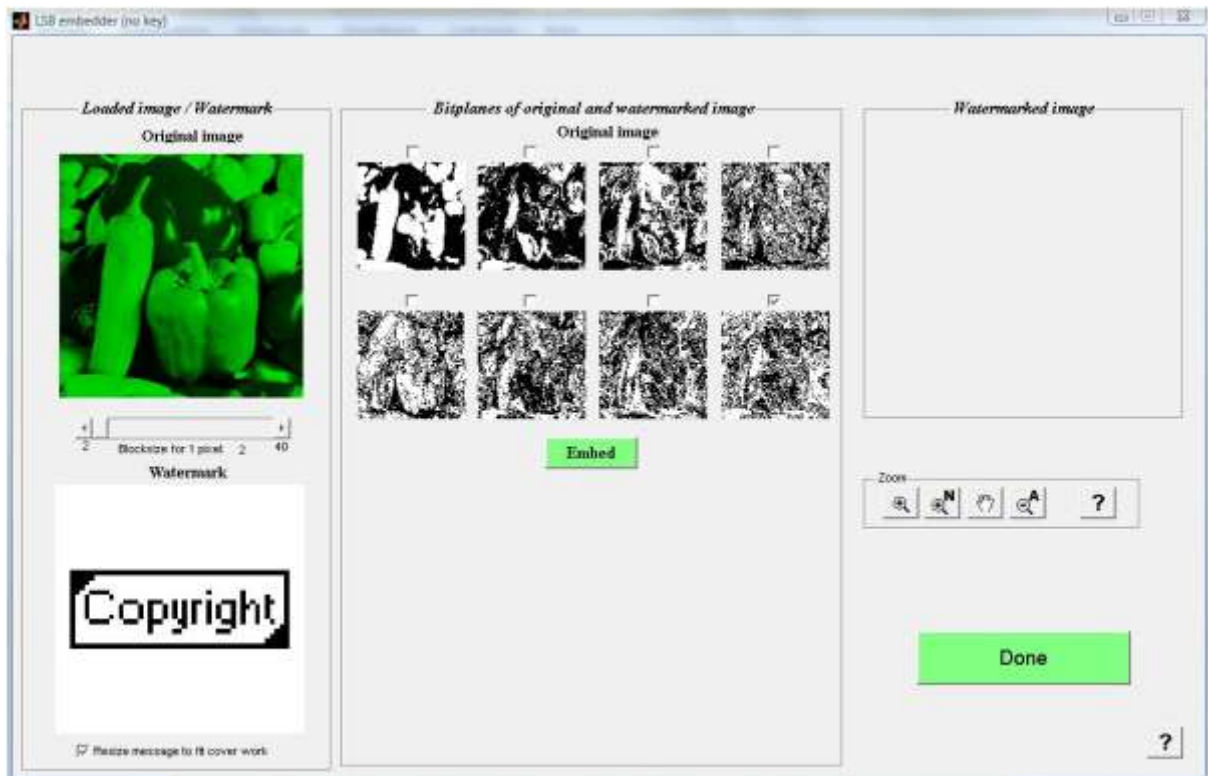 LSB embedder (no key)
Loaded image / Watermark
Original image
2
Blocksize for 1 pixel 2
40
Watermark
Copyright
Resize message to fit cover work
Bitplanes of original and watermarked image
Original image
Embed
Watermarked image
Zoom
N
A
?
Done
?